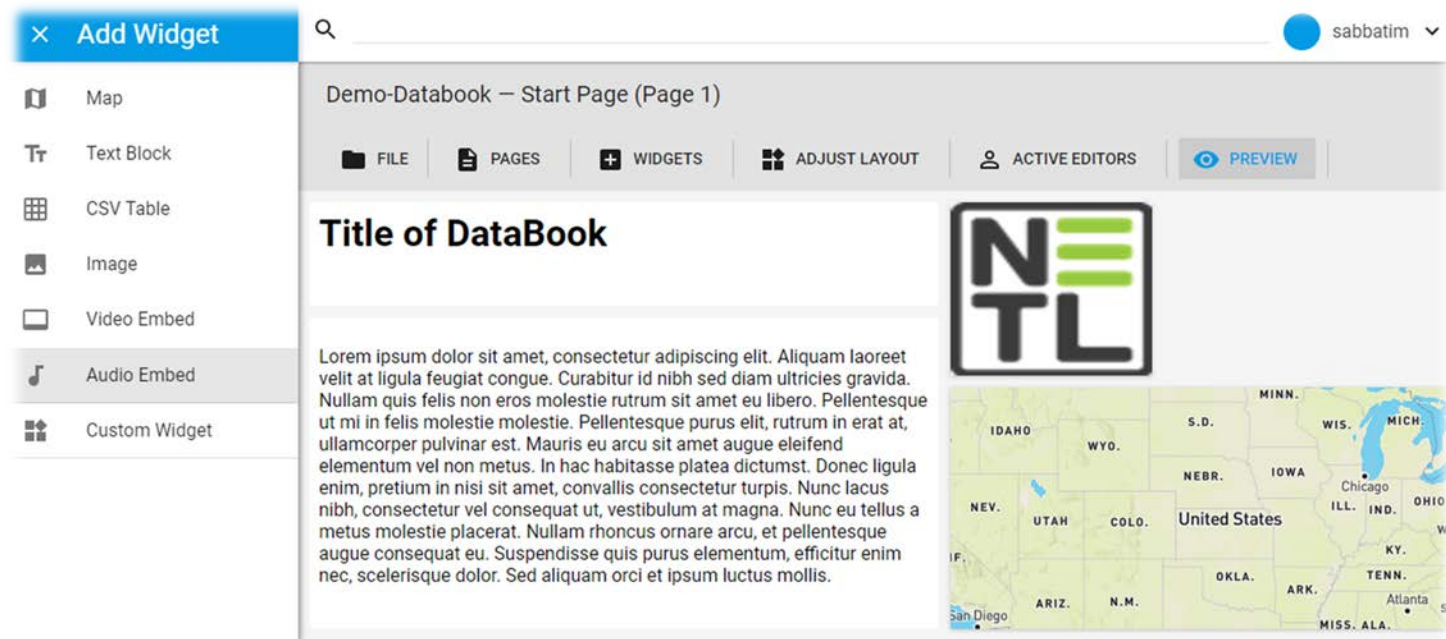 Add Widget
Map
Text Block
CSV Table
Image
Video Embed
Audio Embed
Custom Widget
sabbatim
Demo-Databook — Start Page (Page 1)
FILE PAGES WIDGETS ADJUST LAYOUT ACTIVE EDITORS PREVIEW
Title of DataBook
Lorem ipsum dolor sit amet, consectetur adipiscing elit. Aliquam laoreet
velit at ligula feugiat congue. Curabitur id nibh sed diam ultricies gravida.
Nullam quis felis non eros molestie rutrum sit amet eu libero. Pellentesque
ut mi in felis molestie molestie. Pellentesque purus elit, rutrum in erat at,
ullamcorper pulvinar est. Mauris eu arcu sit amet augue eleifend
elementum vel non metus. In hac habitasse platea dictumst. Donec ligula
enim, pretium in nisi sit amet, convallis consectetur turpis. Nunc lacus
nibh, consectetur vel consequat ut, vestibulum at magna. Nunc eu tellus a
metus molestie placerat. Nullam rhoncus ornare arcu, et pellentesque
augue consequat eu. Suspendisse quis purus elementum, efficitur enim
nec, scelerisque dolor. Sed aliquam orci et ipsum luctus mollis.
NE
TL
MINN.
IDAHO S.D. WIS. MICH.
WYO.
NEBR. IOWA
Chicago
NEV. ILL. IND. OHIO
UTAH COLO. United States
KY.
OKLA. TENN.
ARK.
ARIZ. N.M. Atlanta
San Diego
MISS. ALA.